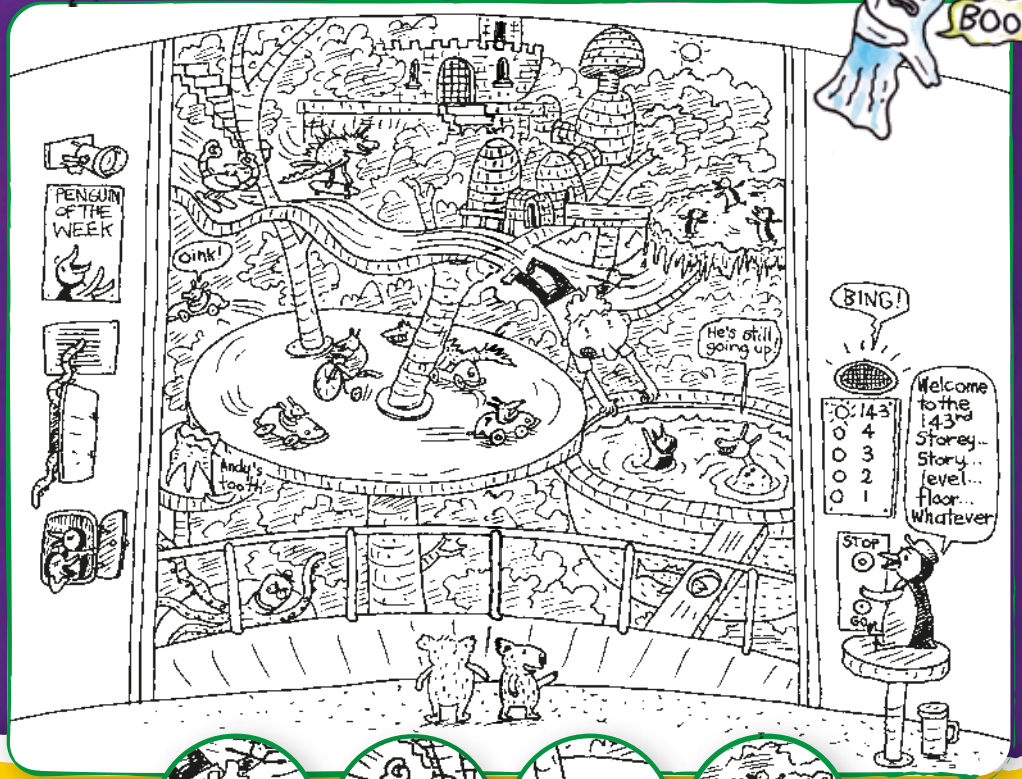 BOO
PENGUIN
OF THE
WEEK
Oink!
Andy's
tooth
He's still
going up!
BING!
143
4
3
2
1
Welcome
to the
143rd
Storey...
Story...
level...
floor...
Whatever
STOP
GO